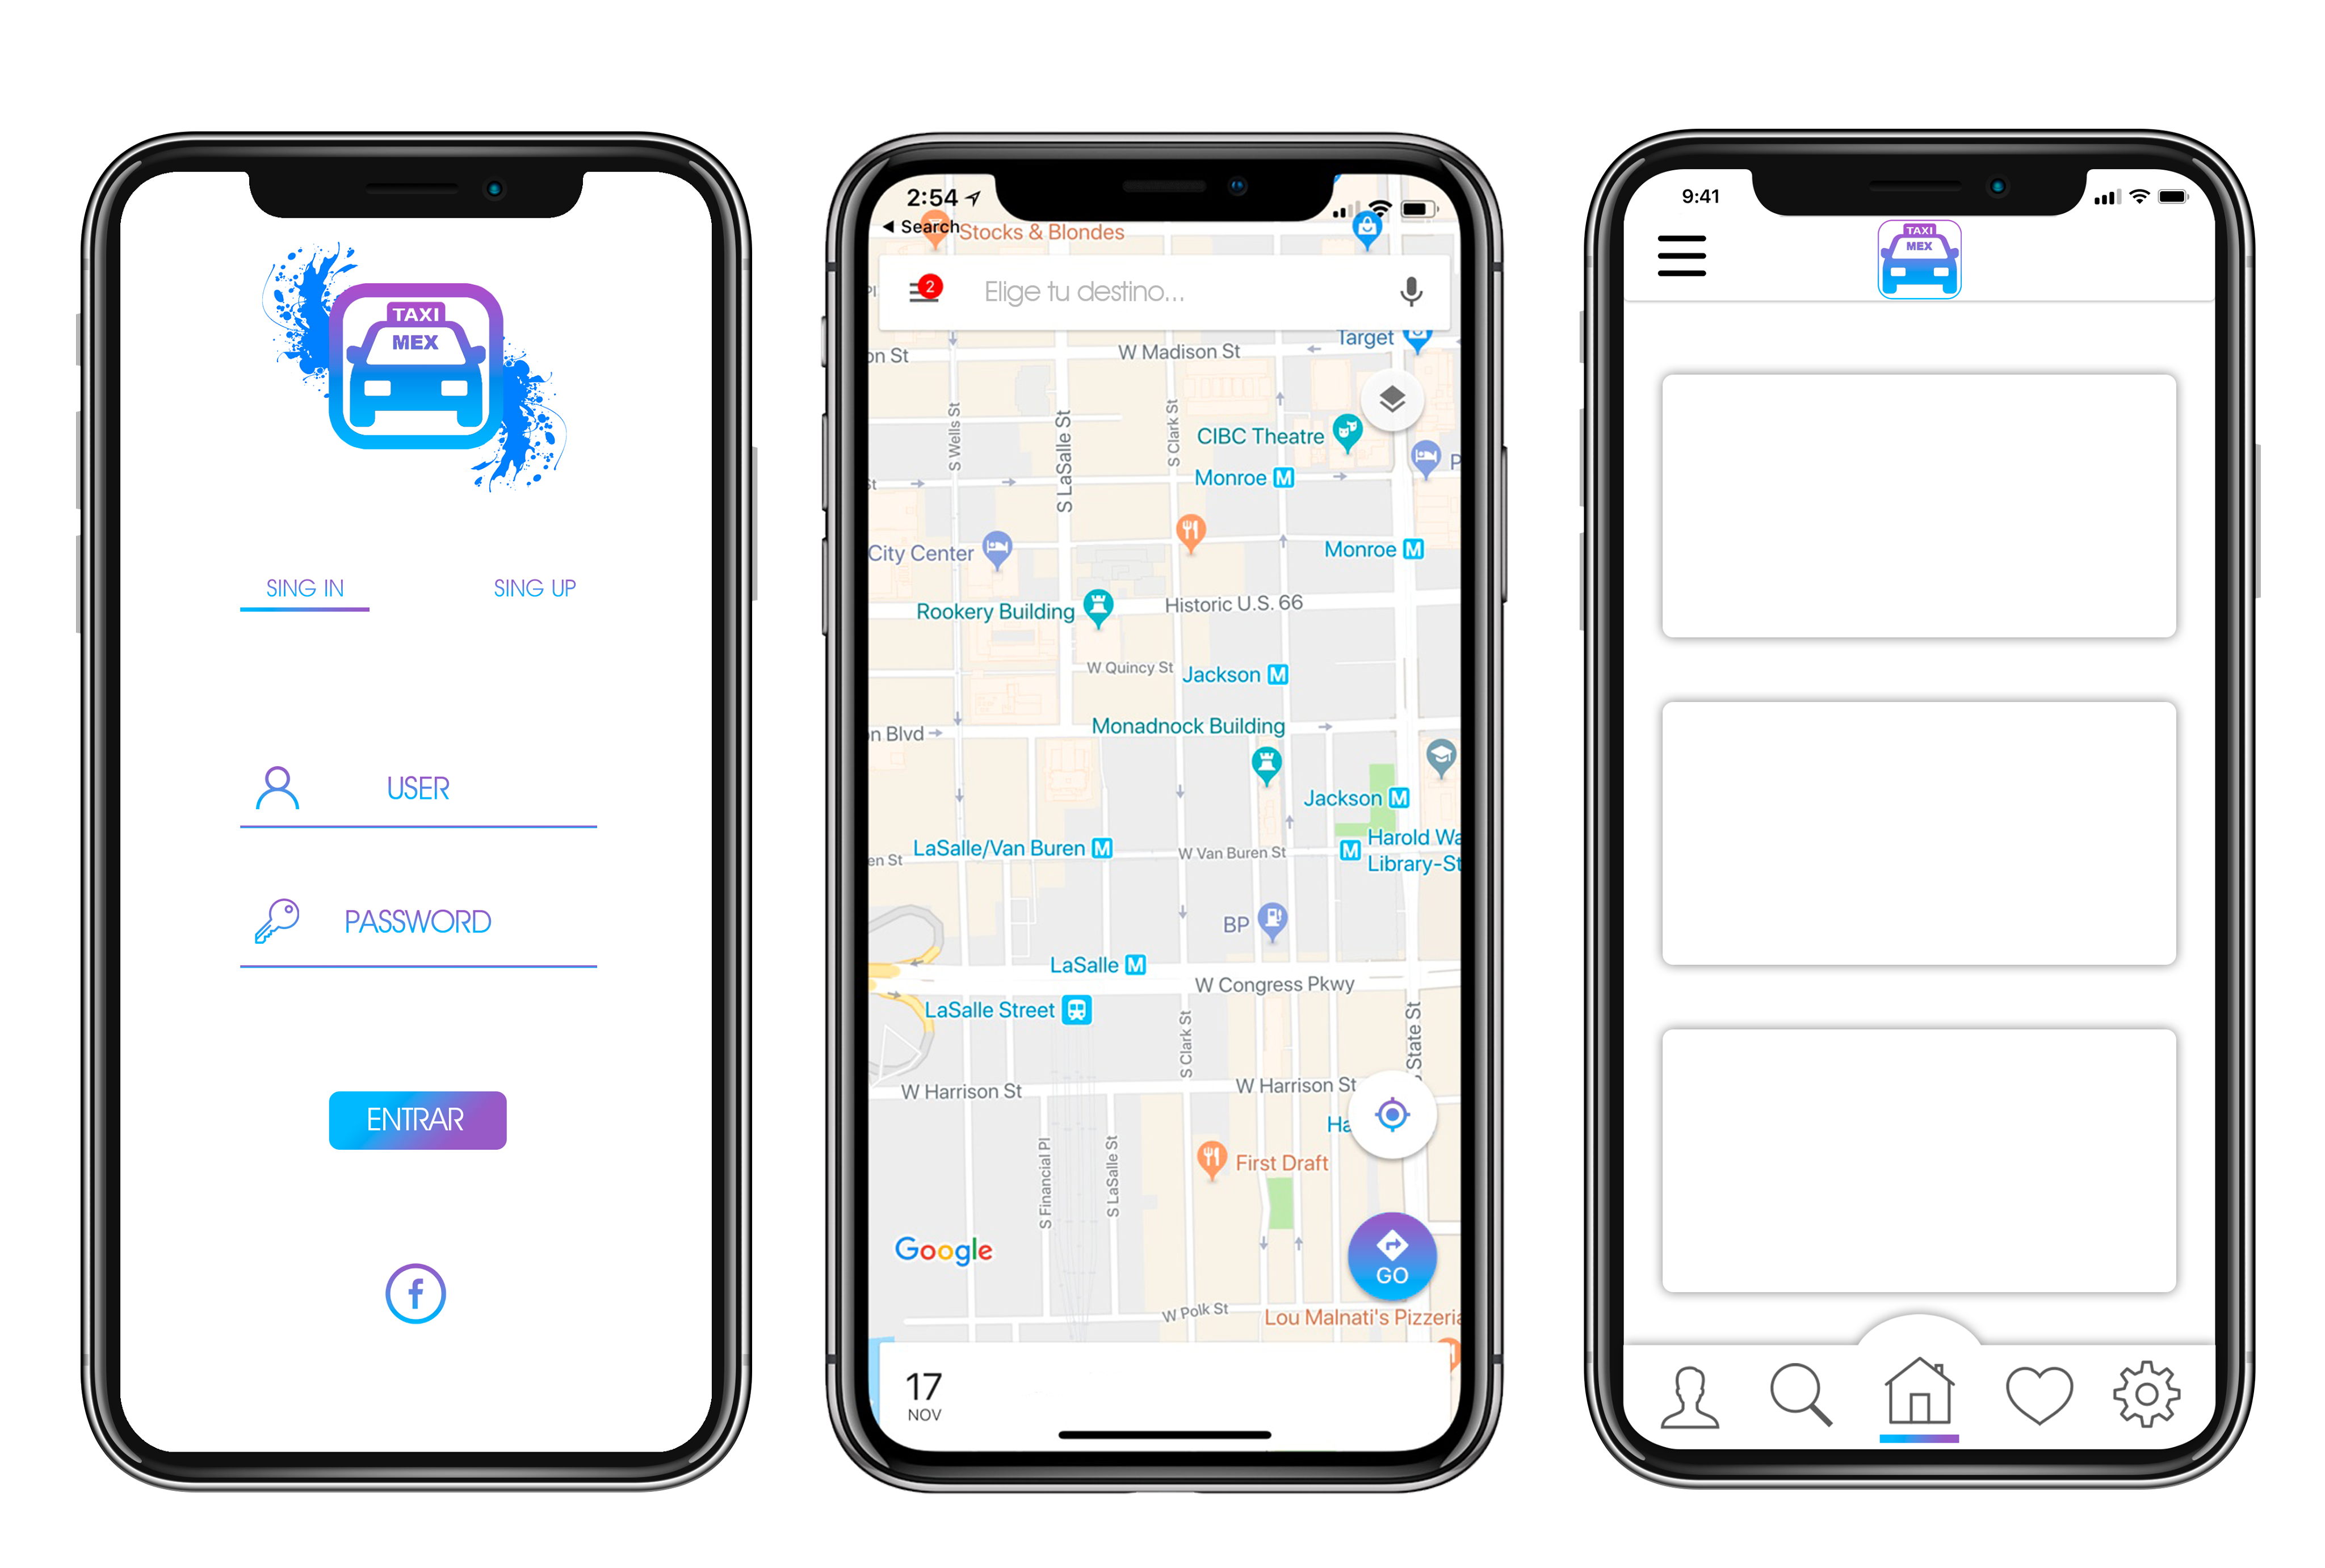 TAXI
MEX
SING IN
SING UP
USER
PASSWORD
ENTRAR
2:54
Search
Stocks & Blondes
2
Elige tu destino...
Target
on St
W Madison St
S Wells St
S LaSalle St
S Clark St
CIBC Theatre
Monroe M
P
City Center
Monroe M
Rookery Building
Historic U.S. 66
W Quincy St
Jackson M
Monadnock Building
n Blvd
Jackson M
LaSalle/Van Buren M
en St
W Van Buren St
M
Harold Wa
Library-St
BP
LaSalle M
W Congress Pkwy
LaSalle Street
S Clark St
State St
W Harrison St
W Harrison St
Ha
S Financial Pl
S LaSalle St
First Draft
Google
GO
W Polk St
Lou Malnati's Pizzeria
17
NOV
9:41
TAXI
MEX